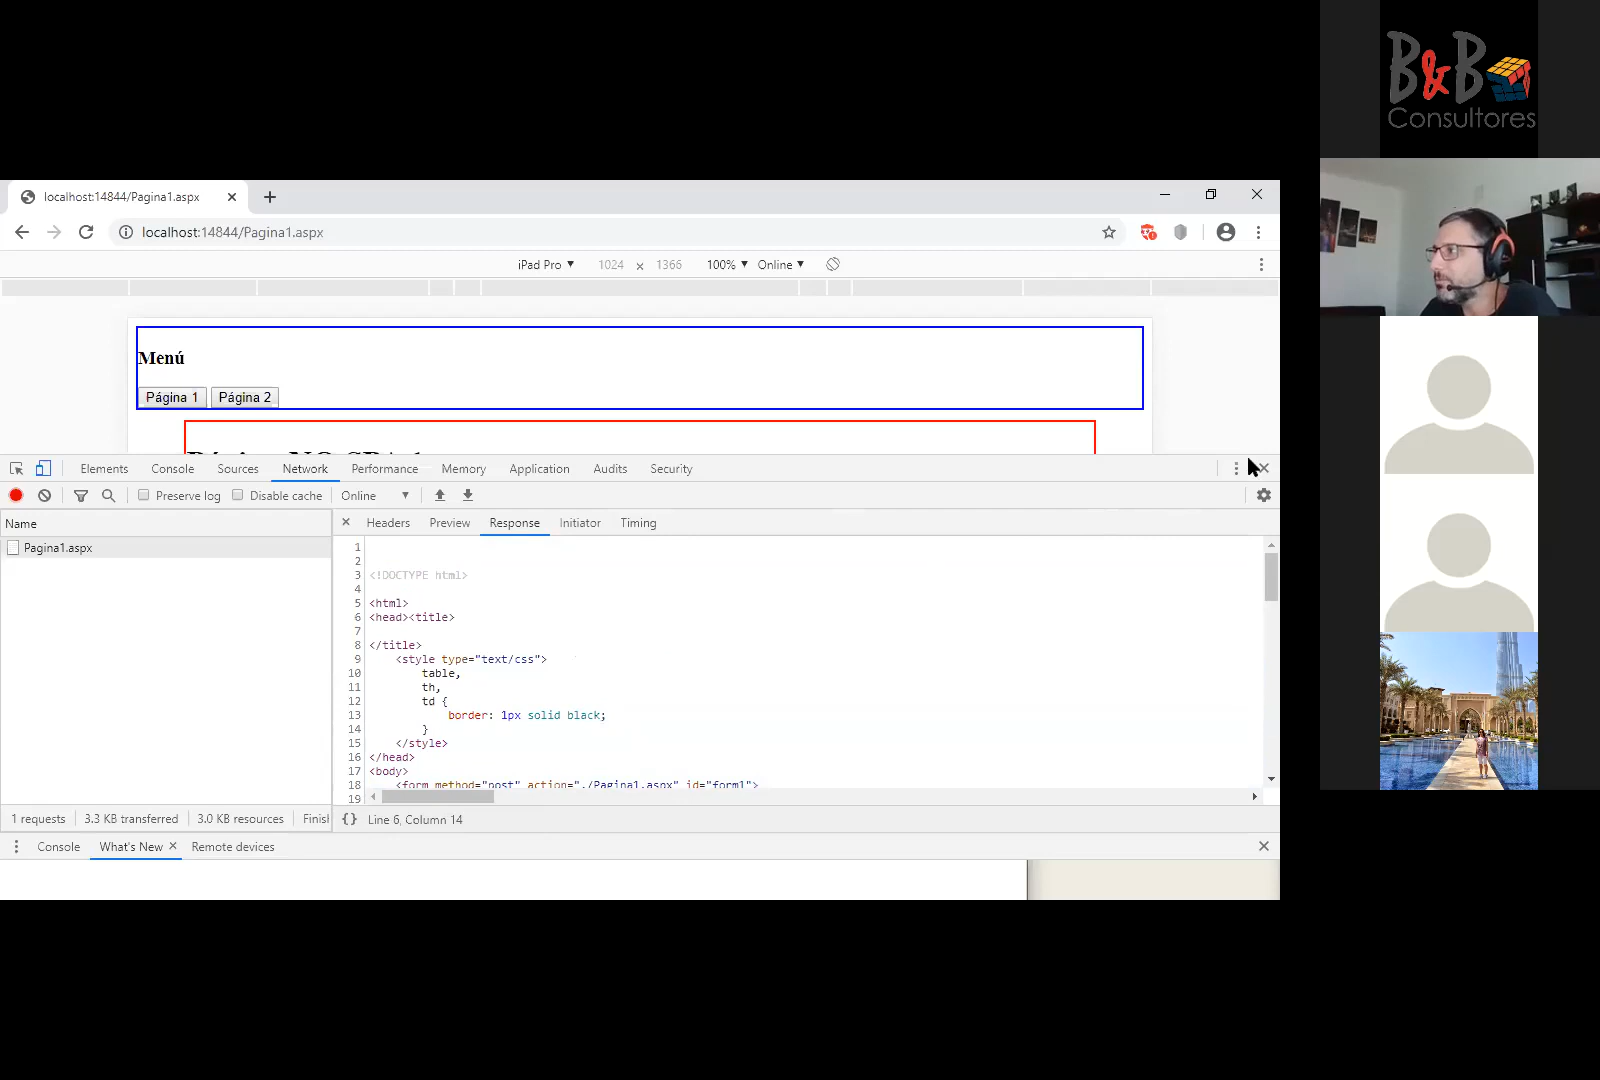 B&B
Consultores
localhost:14844/Pagina1.aspx
localhost:14844/Pagina1.aspx
iPad Pro ▼ 1024 x 1366 100% ▼ Online ▼
Menú
Página 1 Página 2
Elements Console Sources Network Performance Memory Application Audits Security
Preserve log Disable cache Online ▼
Name
Pagina1.aspx
Headers Preview Response Initiator Timing
1
2
3 <!DOCTYPE html>
4
5 <html>
6 <head><title>
7
8 </title>
9 <style type="text/css">
10 table,
11 th,
12 td {
13 border: 1px solid black;
14 }
15 </style>
16 </head>
17 <body>
18 <form method="post" action="./Pagina1.aspx" id="form1">
19
1 requests 3.3 KB transferred 3.0 KB resources Finisl
{} Line 6, Column 14
Console What's New Remote devices